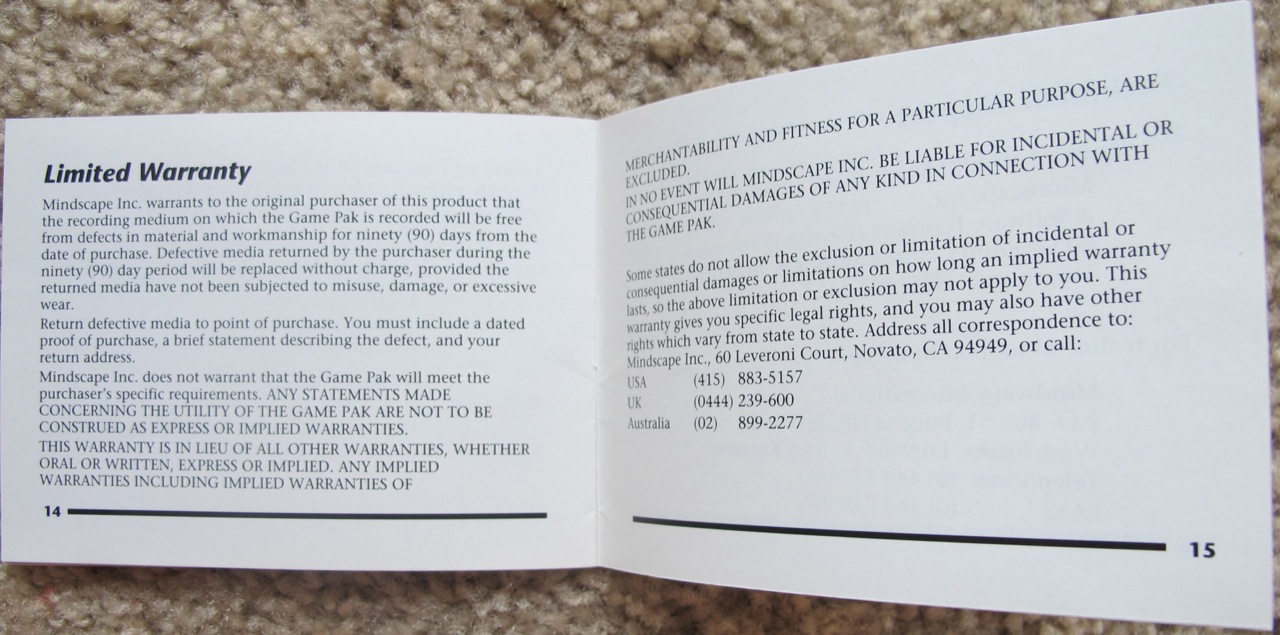 Limited Warranty
Mindscape Inc. warrants to the original purchaser of this product that
the recording medium on which the Game Pak is recorded will be free
from defects in material and workmanship for ninety (90) days from the
date of purchase. Defective media returned by the purchaser during the
ninety (90) day period will be replaced without charge, provided the
returned media have not been subjected to misuse, damage, or excessive
wear.
Return defective media to point of purchase. You must include a dated
proof of purchase, a brief statement describing the defect, and your
return address.
Mindscape Inc. does not warrant that the Game Pak will meet the
purchaser's specific requirements. ANY STATEMENTS MADE
CONCERNING THE UTILITY OF THE GAME PAK ARE NOT TO BE
CONSTRUED AS EXPRESS OR IMPLIED WARRANTIES.
THIS WARRANTY IS IN LIEU OF ALL OTHER WARRANTIES, WHETHER
ORAL OR WRITTEN, EXPRESS OR IMPLIED. ANY IMPLIED
WARRANTIES INCLUDING IMPLIED WARRANTIES OF
14
MERCHANTABILITY AND FITNESS FOR A PARTICULAR PURPOSE, ARE
EXCLUDED.
IN NO EVENT WILL MINDSCAPE INC. BE LIABLE FOR INCIDENTAL OR
CONSEQUENTIAL DAMAGES OF ANY KIND IN CONNECTION WITH
THE GAME PAK.
Some states do not allow the exclusion or limitation of incidental or
consequential damages or limitations on how long an implied warranty
lasts, so the above limitation or exclusion may not apply to you. This
warranty gives you specific legal rights, and you may also have other
rights which vary from state to state. Address all correspondence to:
Mindscape Inc., 60 Leveroni Court, Novato, CA 94949, or call:
USA (415) 883-5157
UK (0444) 239-600
Australia (02) 899-2277
15